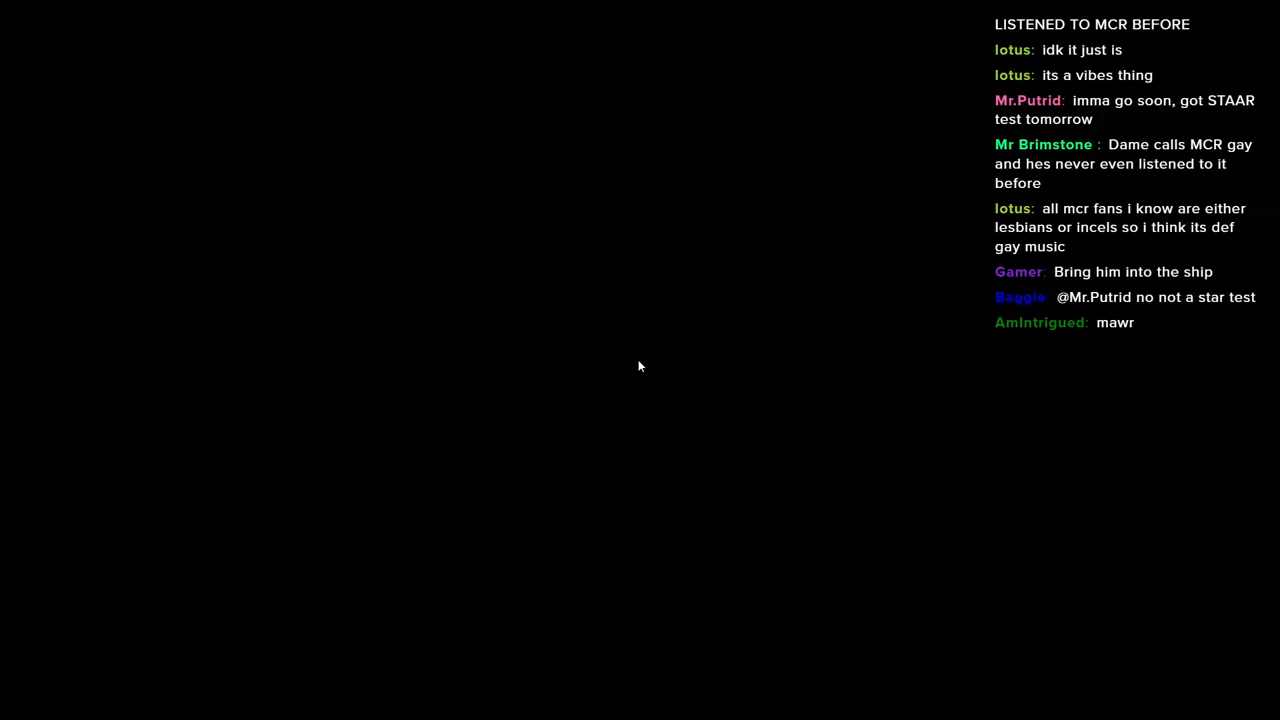 LISTENED TO MCR BEFORE
lotus: idk it just is
lotus: its a vibes thing
Mr.Putrid: imma go soon, got STAAR
test tomorrow
Mr Brimstone : Dame calls MCR gay
and hes never even listened to it
before
lotus: all mcr fans i know are either
lesbians or incels so i think its def
gay music
Gamer: Bring him into the ship
Baggie: @Mr.Putrid no not a star test
AmIntrigued: mawr